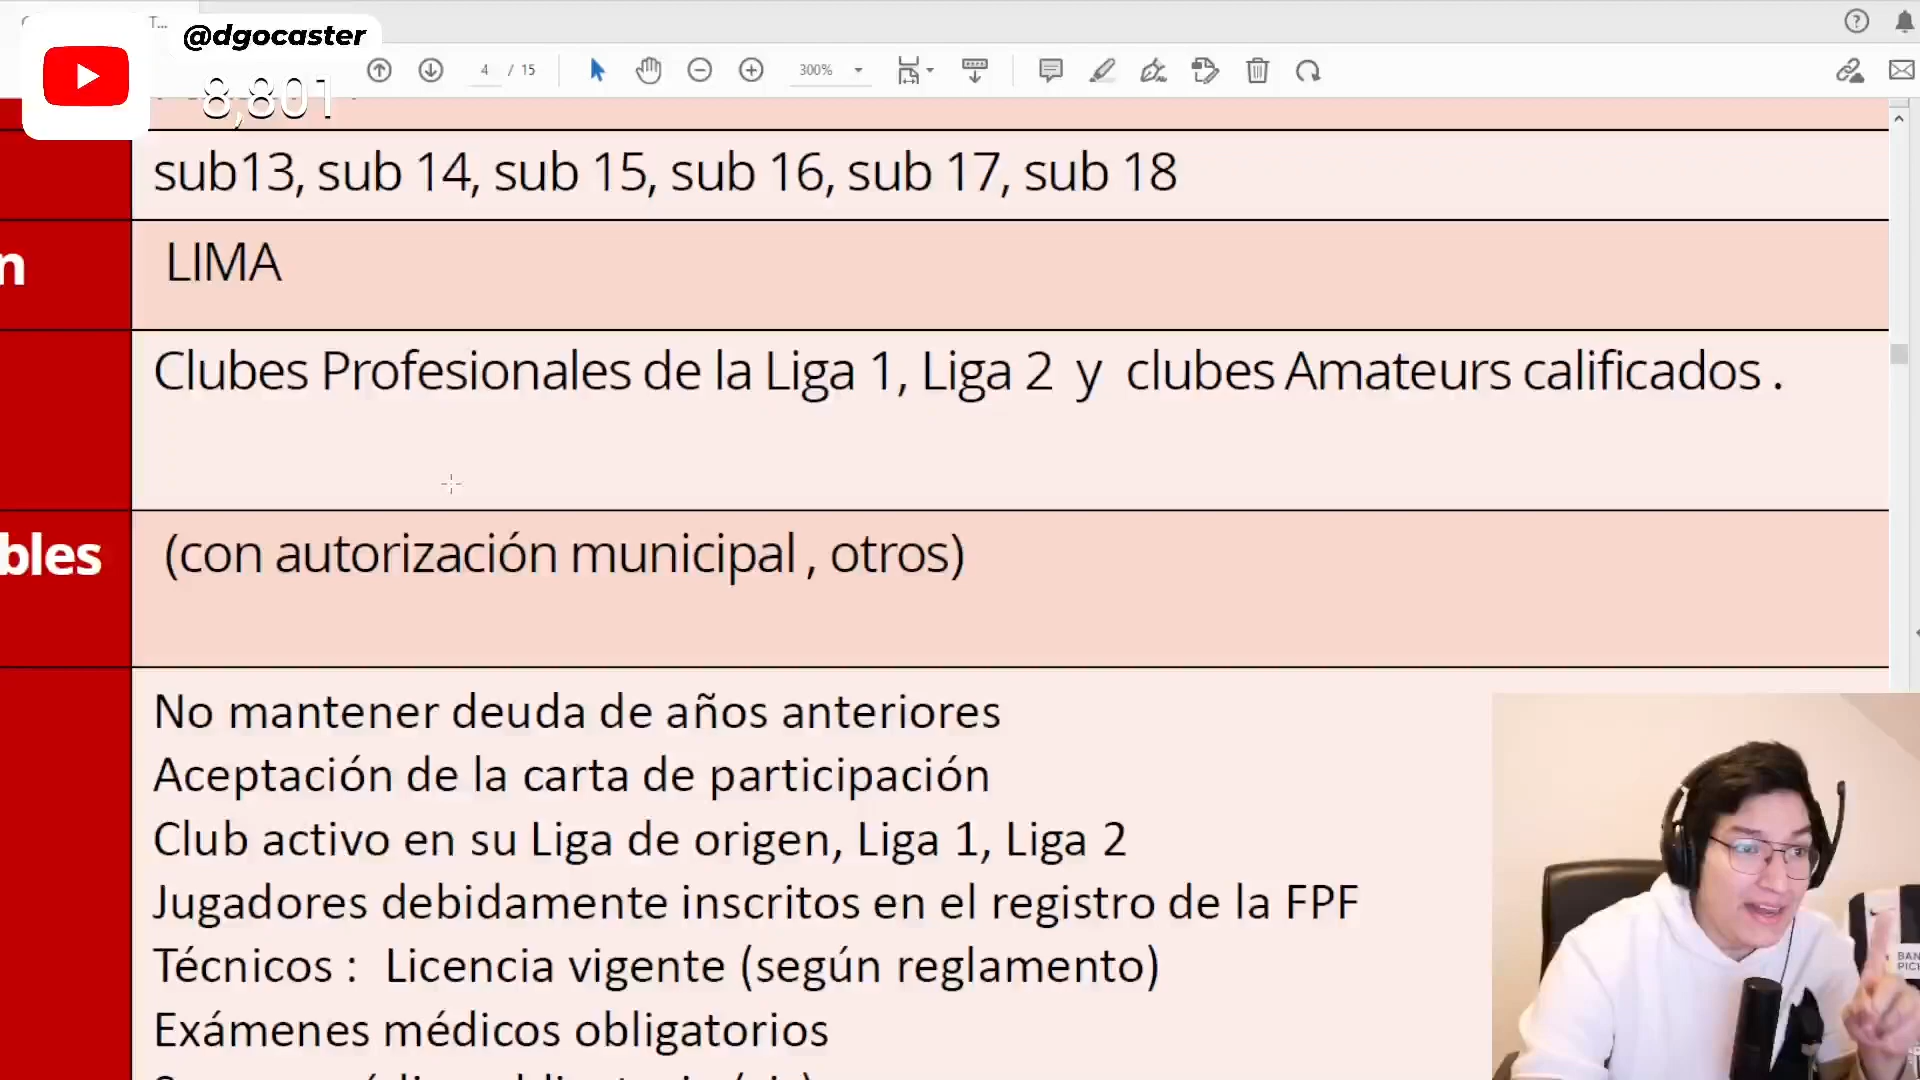 T...
@dgocaster
8,801
4 / 15
300%
sub13, sub 14, sub 15, sub 16, sub 17, sub 18
n
LIMA
Clubes Profesionales de la Liga 1, Liga 2 y clubes Amateurs calificados .
bles
(con autorización municipal , otros)
No mantener deuda de años anteriores
Aceptación de la carta de participación
Club activo en su Liga de origen, Liga 1, Liga 2
Jugadores debidamente inscritos en el registro de la FPF
Técnicos : Licencia vigente (según reglamento)
Exámenes médicos obligatorios
BAN
PICH